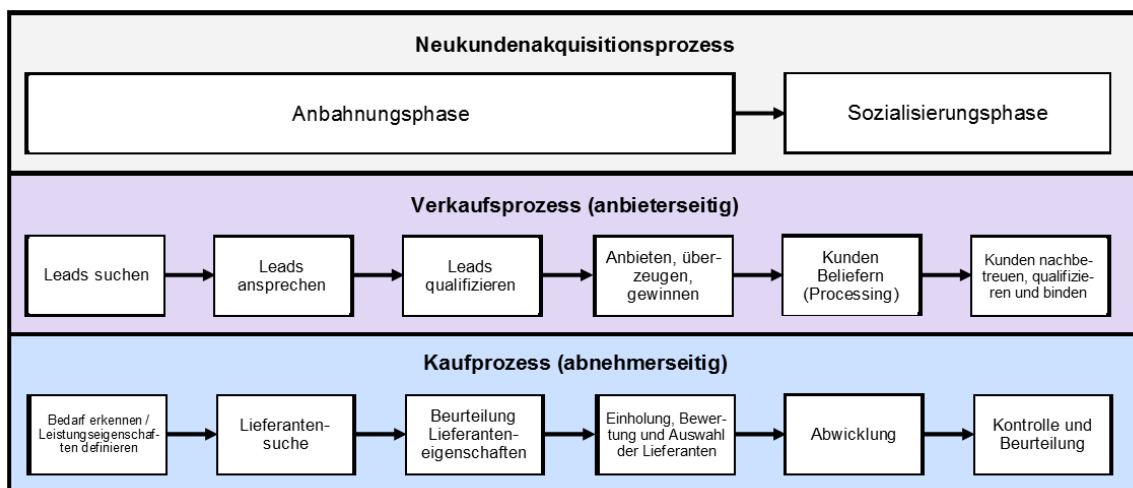 Neukundenakquisitionsprozess
Anbahnungsphase
Sozialisierungsphase
Verkaufsprozess (anbieterseitig)
Leads suchen
Leads
ansprechen
Leads
qualifizieren
Anbieten, über-
zeugen,
gewinnen
Kunden
Beliefern
(Processing)
Kunden nachbe-
treuen, qualifizie-
ren und binden
Kaufprozess (abnehmerseitig)
Bedarf erkennen /
Leistungseigenschaf-
ten definieren
Lieferanten-
suche
Beurteilung
Lieferanten-
eigenschaften
Einholung, Bewer-
tung und Auswahl
der Lieferanten
Abwicklung
Kontrolle und
Beurteilung